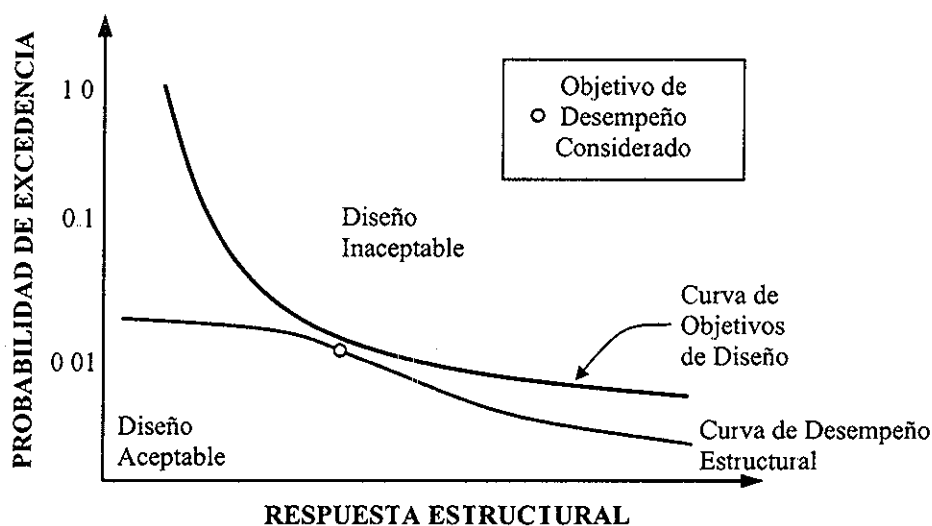 PROBABILIDAD DE EXCEDENCIA
1 0
0.1
0 01
Objetivo de
Desempeño
Considerado
Diseño
Inaceptable
Curva de
Objetivos
de Diseño
Diseño
Aceptable
Curva de Desempeño
Estructural
RESPUESTA ESTRUCTURAL